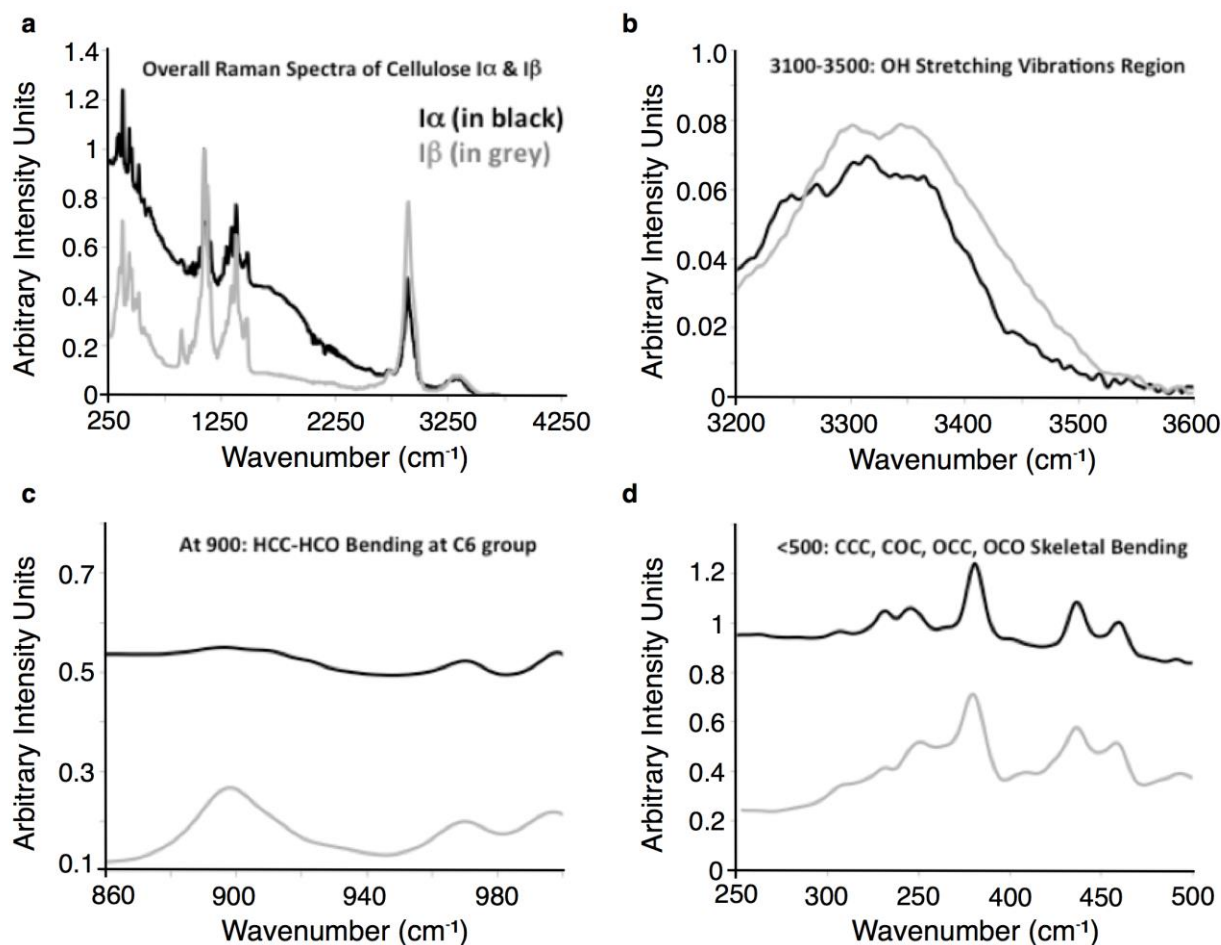 a
Overall Raman Spectra of Cellulose Iα & Iβ
Iα (in black)
Iβ (in grey)
Arbitrary Intensity Units
1.4
1.2
1
0.8
0.6
0.4
0.2
0
250 1250 2250 3250 4250
Wavenumber (cm⁻¹)
b
3100-3500: OH Stretching Vibrations Region
Arbitrary Intensity Units
1.0
0.08
0.06
0.04
0.02
0
3200 3300 3400 3500 3600
Wavenumber (cm⁻¹)
c
At 900: HCC-HCO Bending at C6 group
Arbitrary Intensity Units
0.7
0.5
0.3
0.1
860 900 940 980
Wavenumber (cm⁻¹)
d
<500: CCC, COC, OCC, OCO Skeletal Bending
Arbitrary Intensity Units
1.2
1
0.8
0.6
0.4
0.2
0
250 300 250 400 450 500
Wavenumber (cm⁻¹)